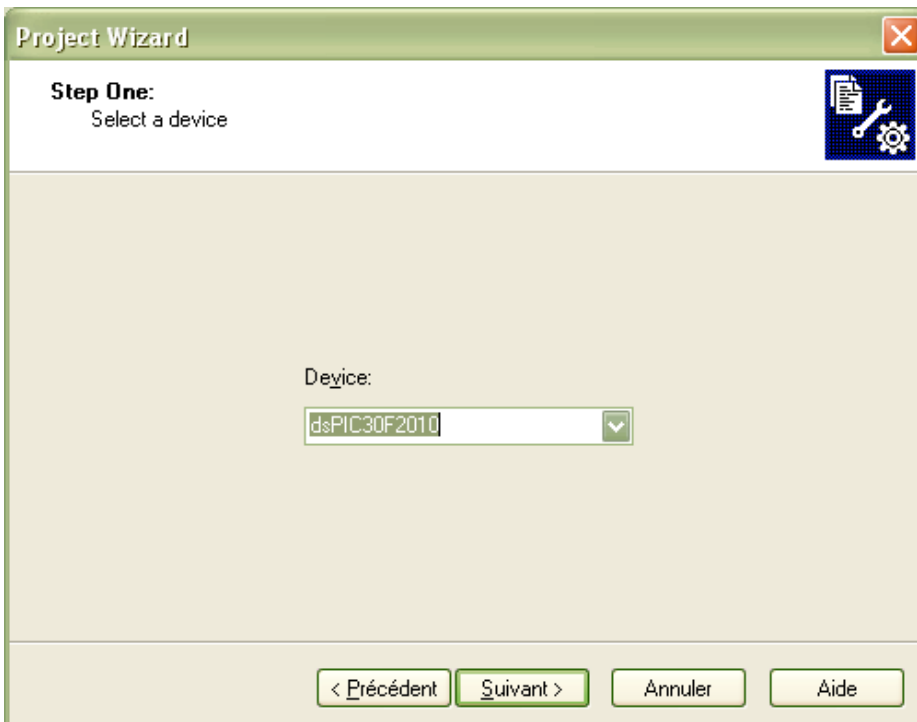 Project Wizard
Step One:
Select a device
Device:
dsPIC30F2010
< Précédent
Suivant >
Annuler
Aide